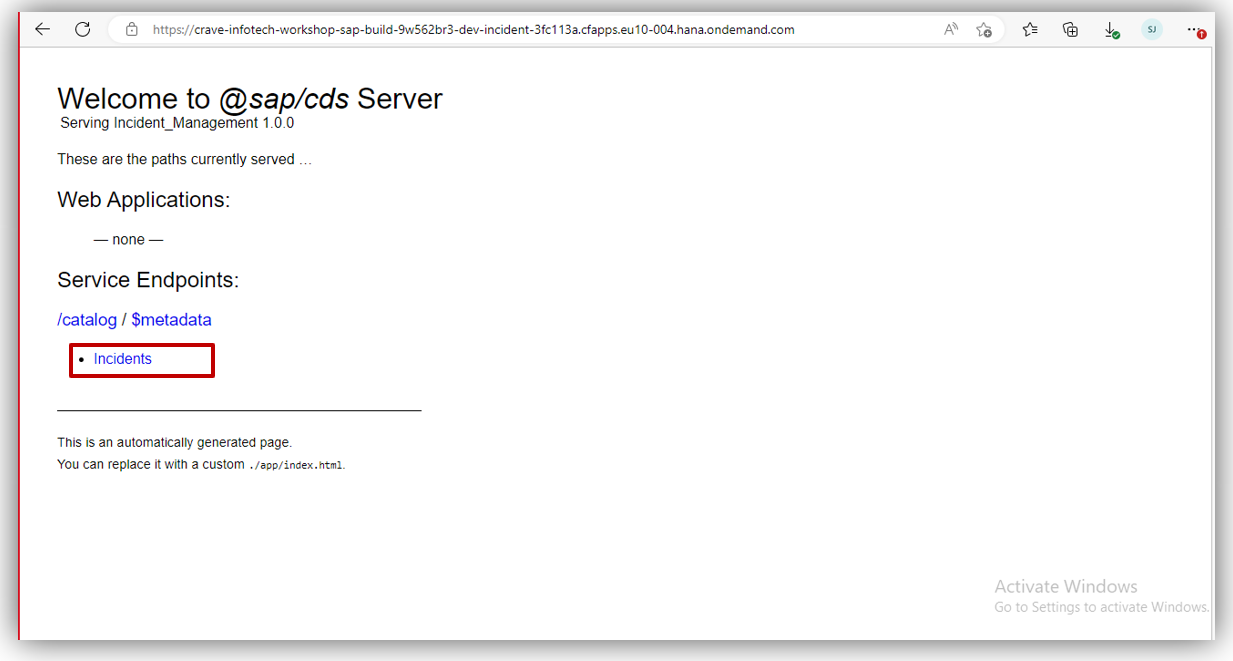 https://crave-infotech-workshop-sap-build-9w562br3-dev-incident-3fc113a.cfapps.eu10-004.hana.ondemand.com
SJ
Welcome to @sap/cds Server
Serving Incident_Management 1.0.0
These are the paths currently served …
Web Applications:
— none —
Service Endpoints:
/catalog / $metadata
• Incidents
This is an automatically generated page.
You can replace it with a custom ./app/index.html.
Activate Windows
Go to Settings to activate Windows.